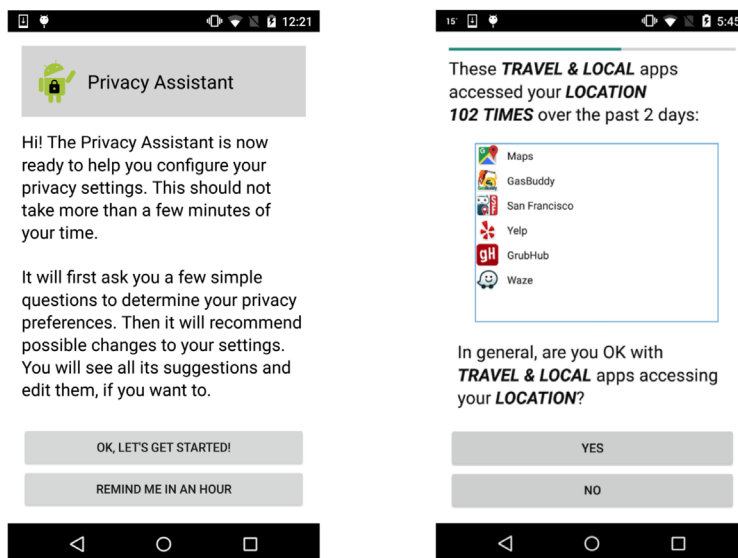 12:21
Privacy Assistant
Hi! The Privacy Assistant is now
ready to help you configure your
privacy settings. This should not
take more than a few minutes of
your time.
It will first ask you a few simple
questions to determine your privacy
preferences. Then it will recommend
possible changes to your settings.
You will see all its suggestions and
edit them, if you want to.
OK, LET'S GET STARTED!
REMIND ME IN AN HOUR
15° 5:45
These TRAVEL & LOCAL apps
accessed your LOCATION
102 TIMES over the past 2 days:
Maps
GasBuddy
San Francisco
Yelp
gH GrubHub
Waze
In general, are you OK with
TRAVEL & LOCAL apps accessing
your LOCATION?
YES
NO